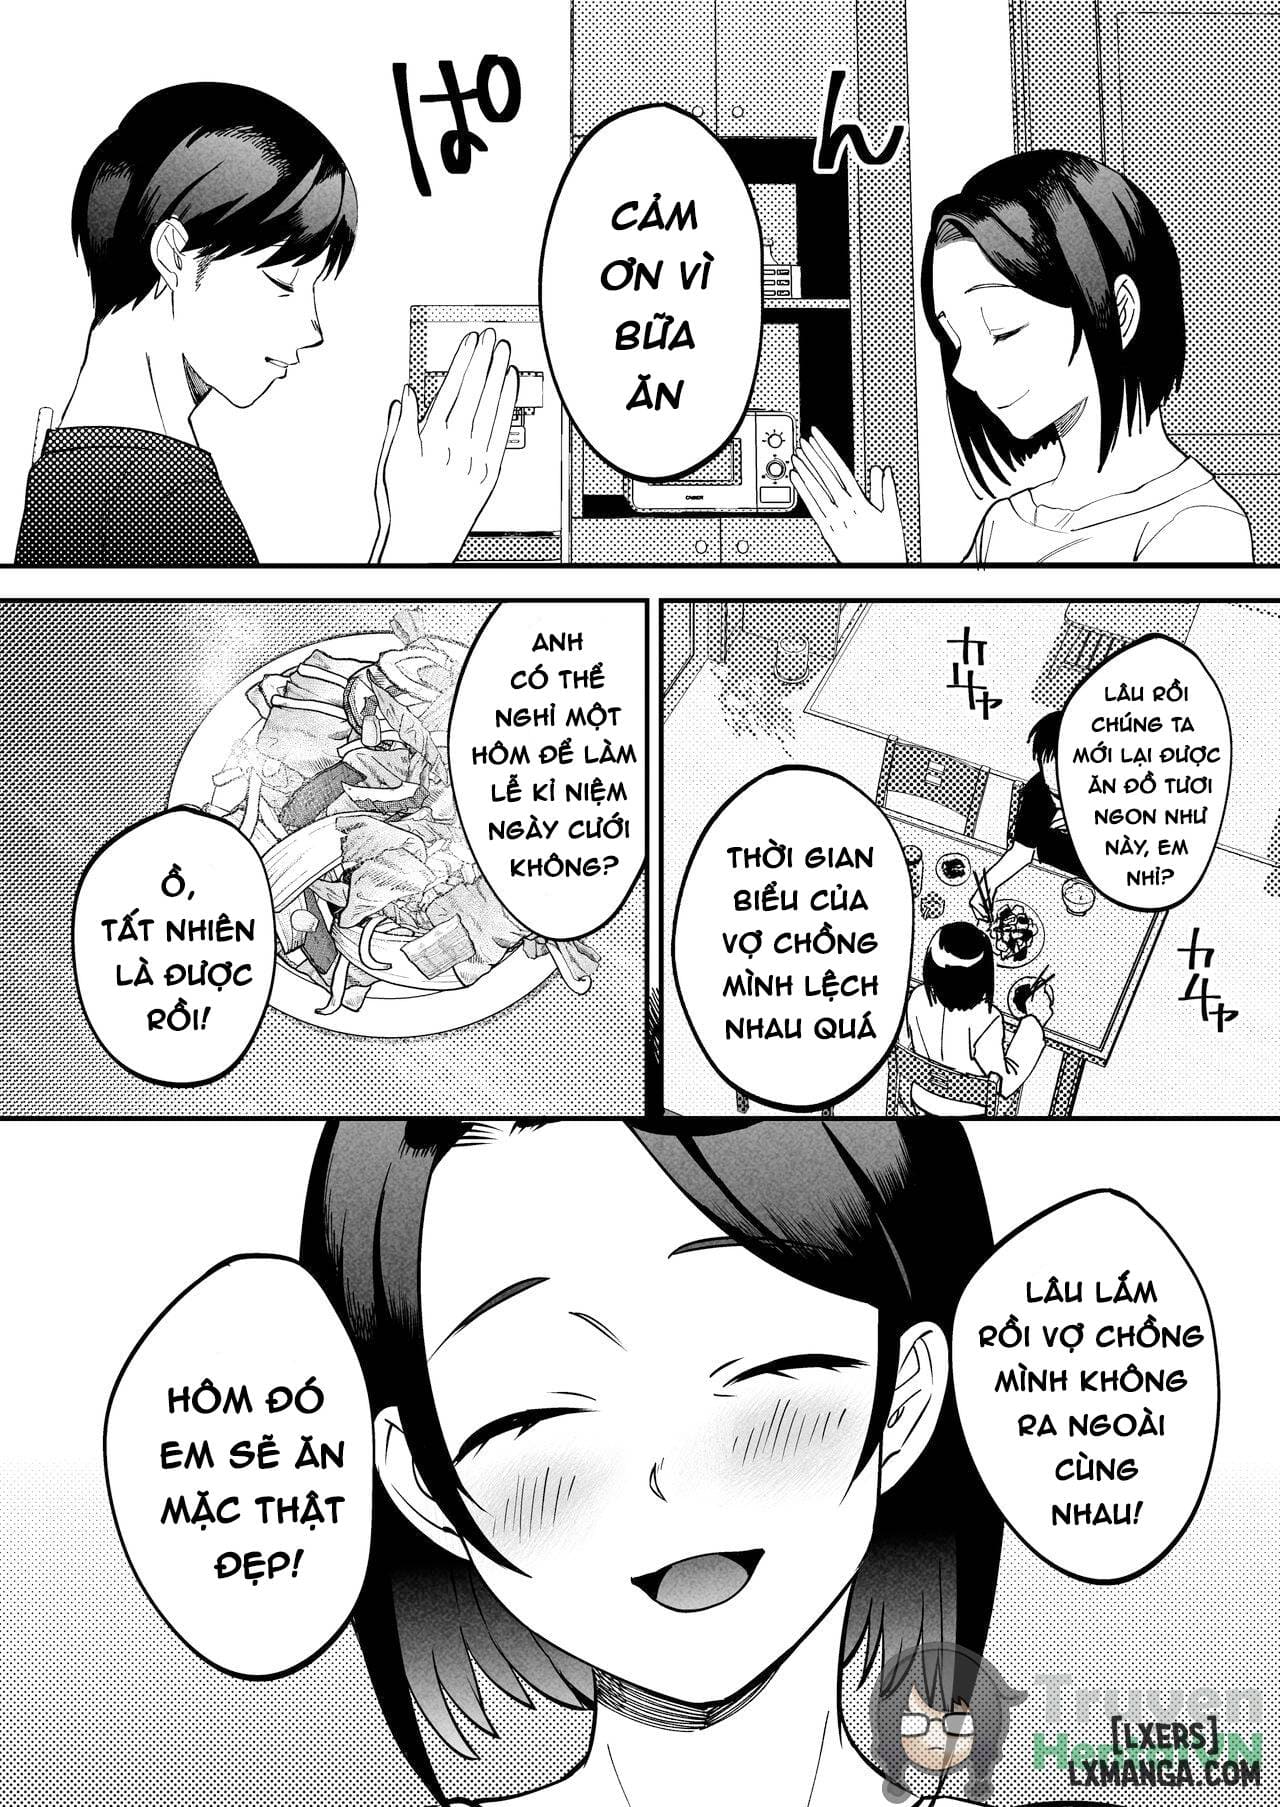 ぱ
ん
CẢM
ƠN VÌ
BỮA
ĂN
LÂU RỒI
CHÚNG TA
MỚI LẠI ĐƯỢC
ĂN ĐỒ TƯƠI
NGON NHƯ
NÀY, EM
NHỈ?
カチャ
カチャ
THỜI GIAN
BIỂU CỦA
VỢ CHỒNG
MÌNH LỆCH
NHAU QUÁ
ANH
CÓ THỂ
NGHỈ MỘT
HÔM ĐỂ LÀM
LỄ KỈ NIỆM
NGÀY CƯỚI
KHÔNG?
Ồ,
TẤT NHIÊN
LÀ ĐƯỢC
RỒI!
LÂU LẮM
RỒI VỢ CHỒNG
MÌNH KHÔNG
RA NGOÀI
CÙNG
NHAU!
HÔM ĐÓ
EM SẼ ĂN
MẶC THẬT
ĐẸP!
Truyen
HentaiVN
[LXERS]
LXMANGA.COM